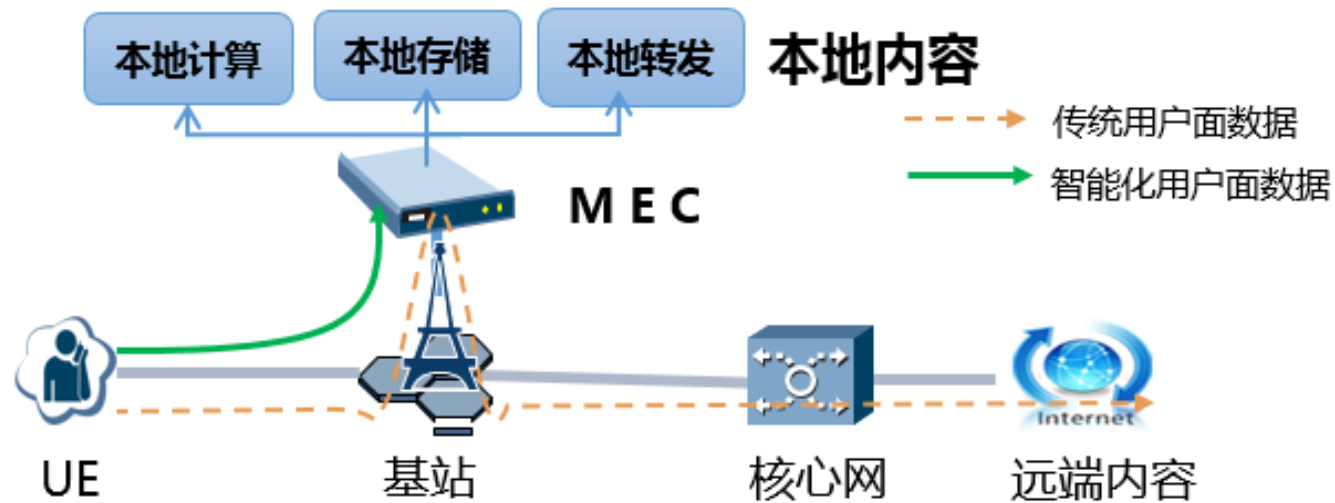 本地计算
本地存储
本地转发
本地内容
传统用户面数据
智能化用户面数据
M E C
Internet
UE
基站
核心网
远端内容